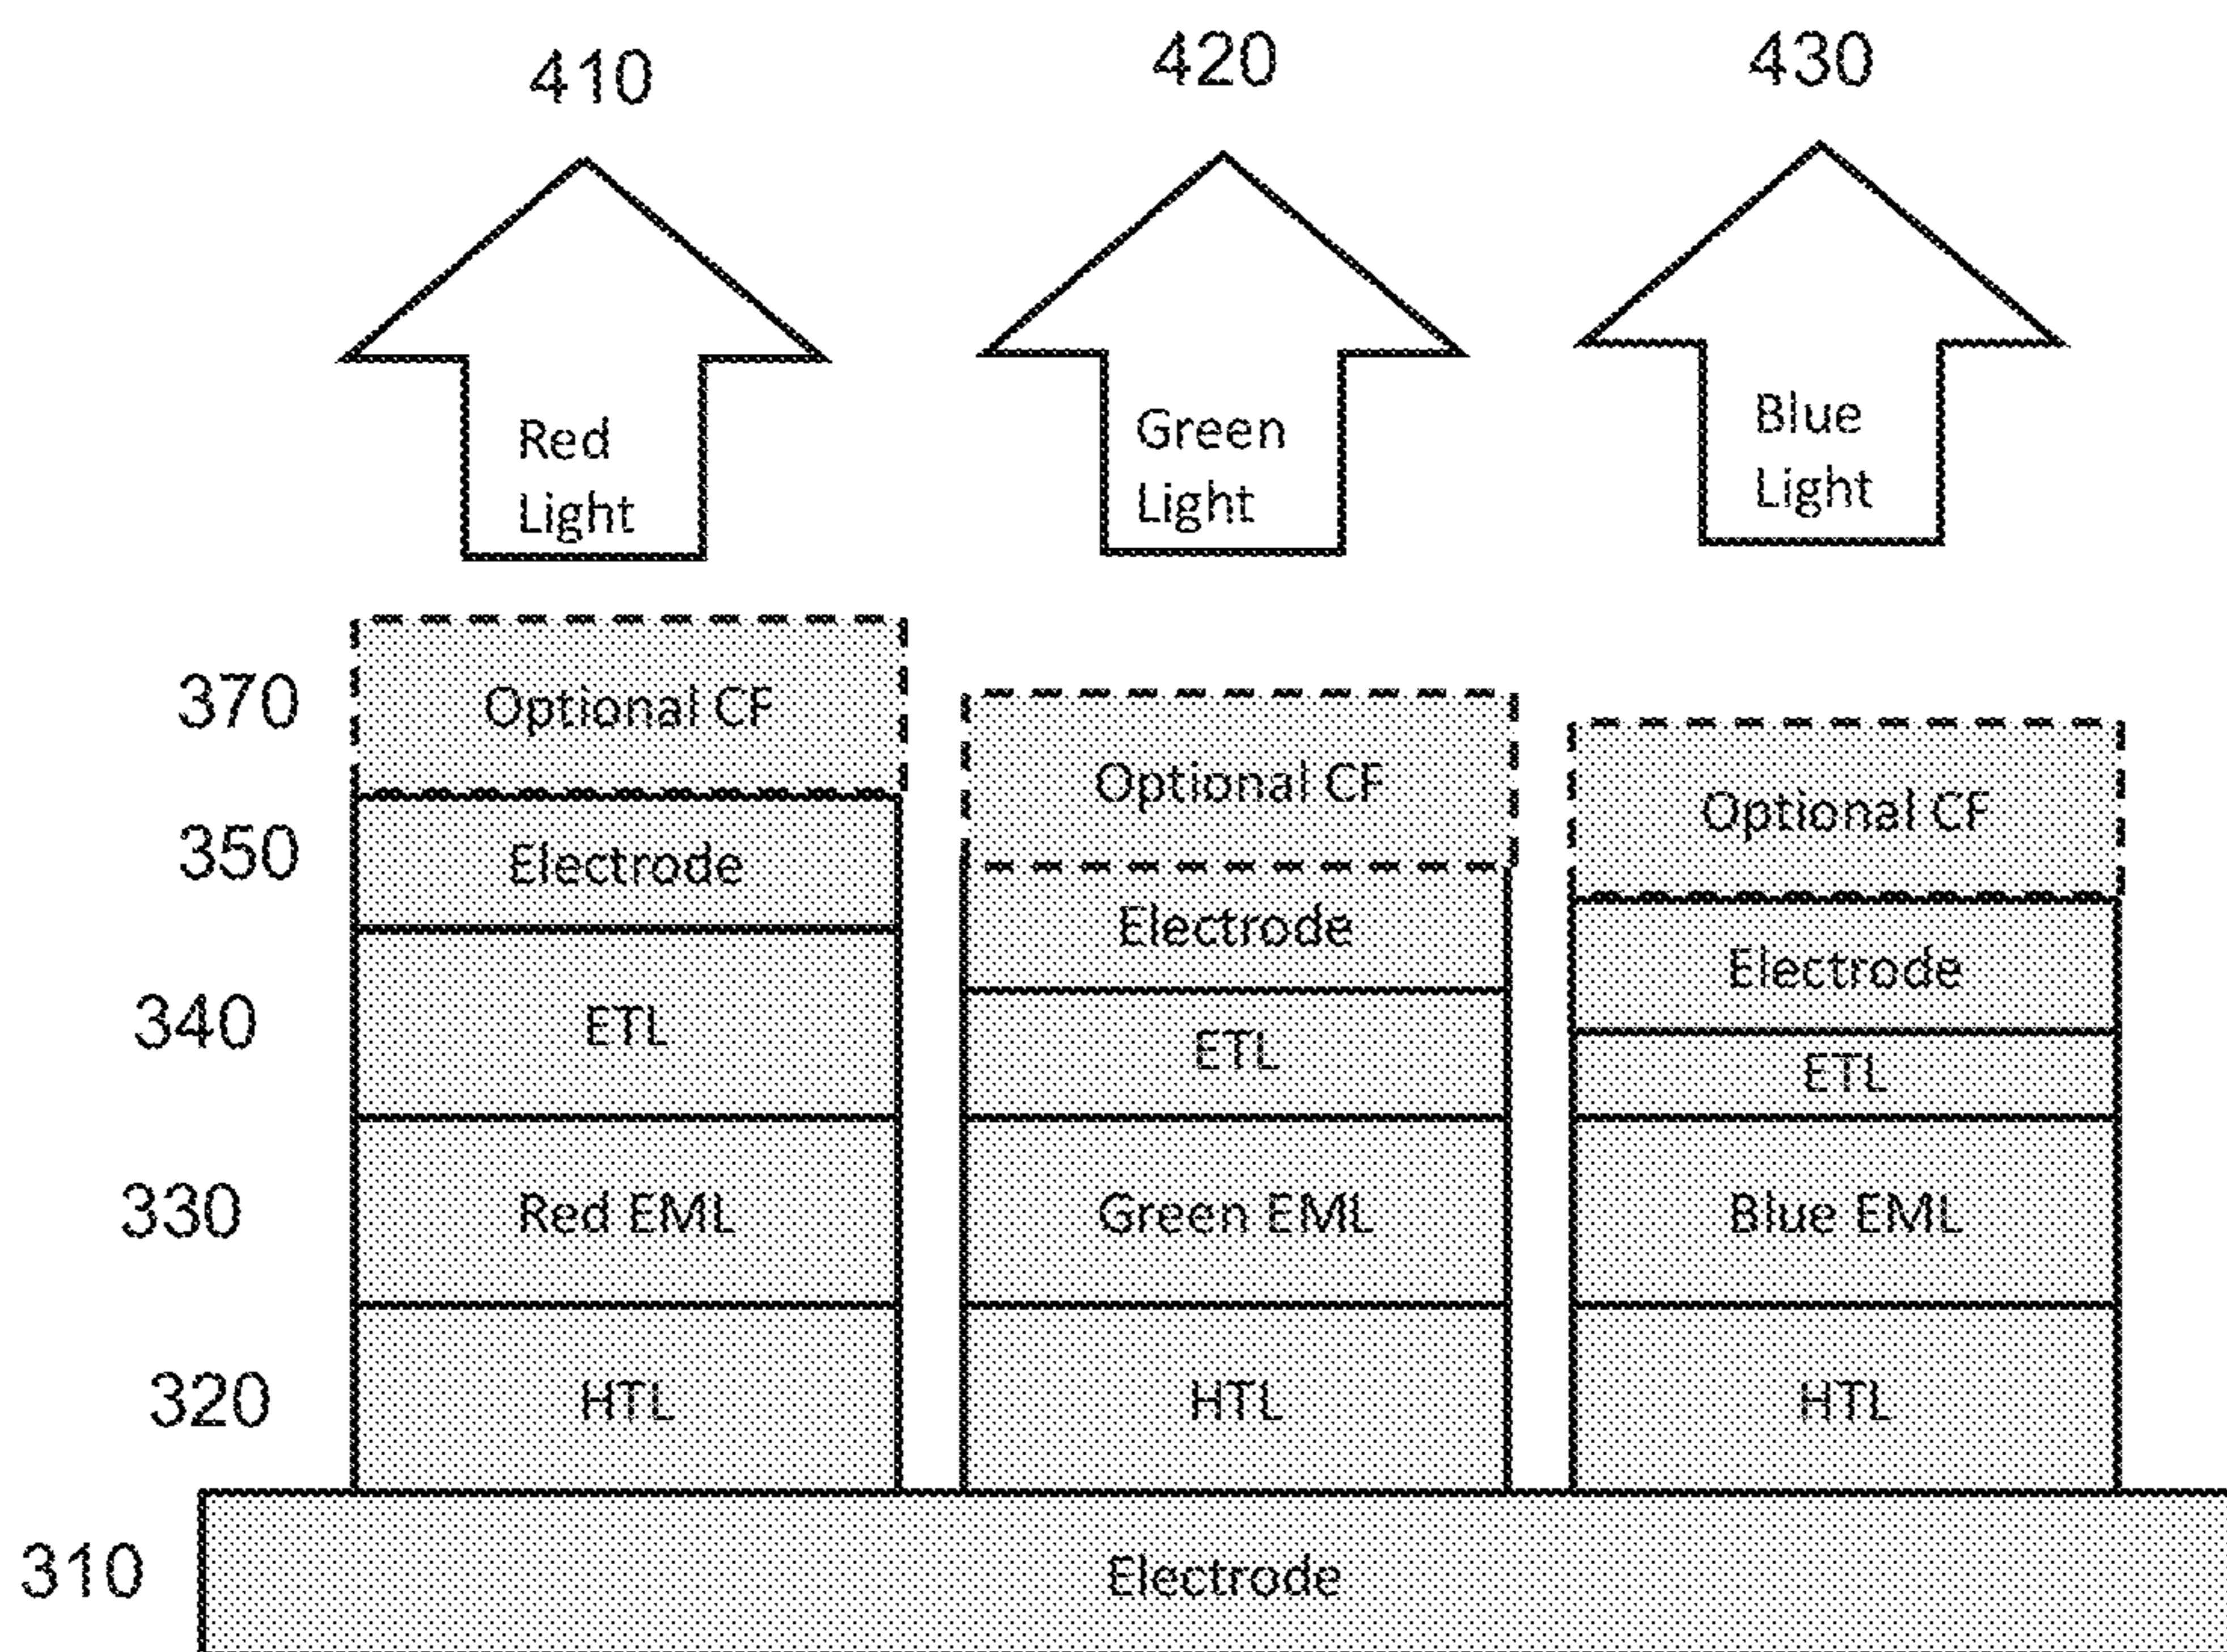 410 420 430
Red
Light
Green
Light
Blue
Light
370 Optional CF Optional CF Optional CF
350 Electrode Electrode Electrode
340 ETL ETL ETL
330 Red EML Green EML Blue EML
320 HTL HTL HTL
310 Electrode